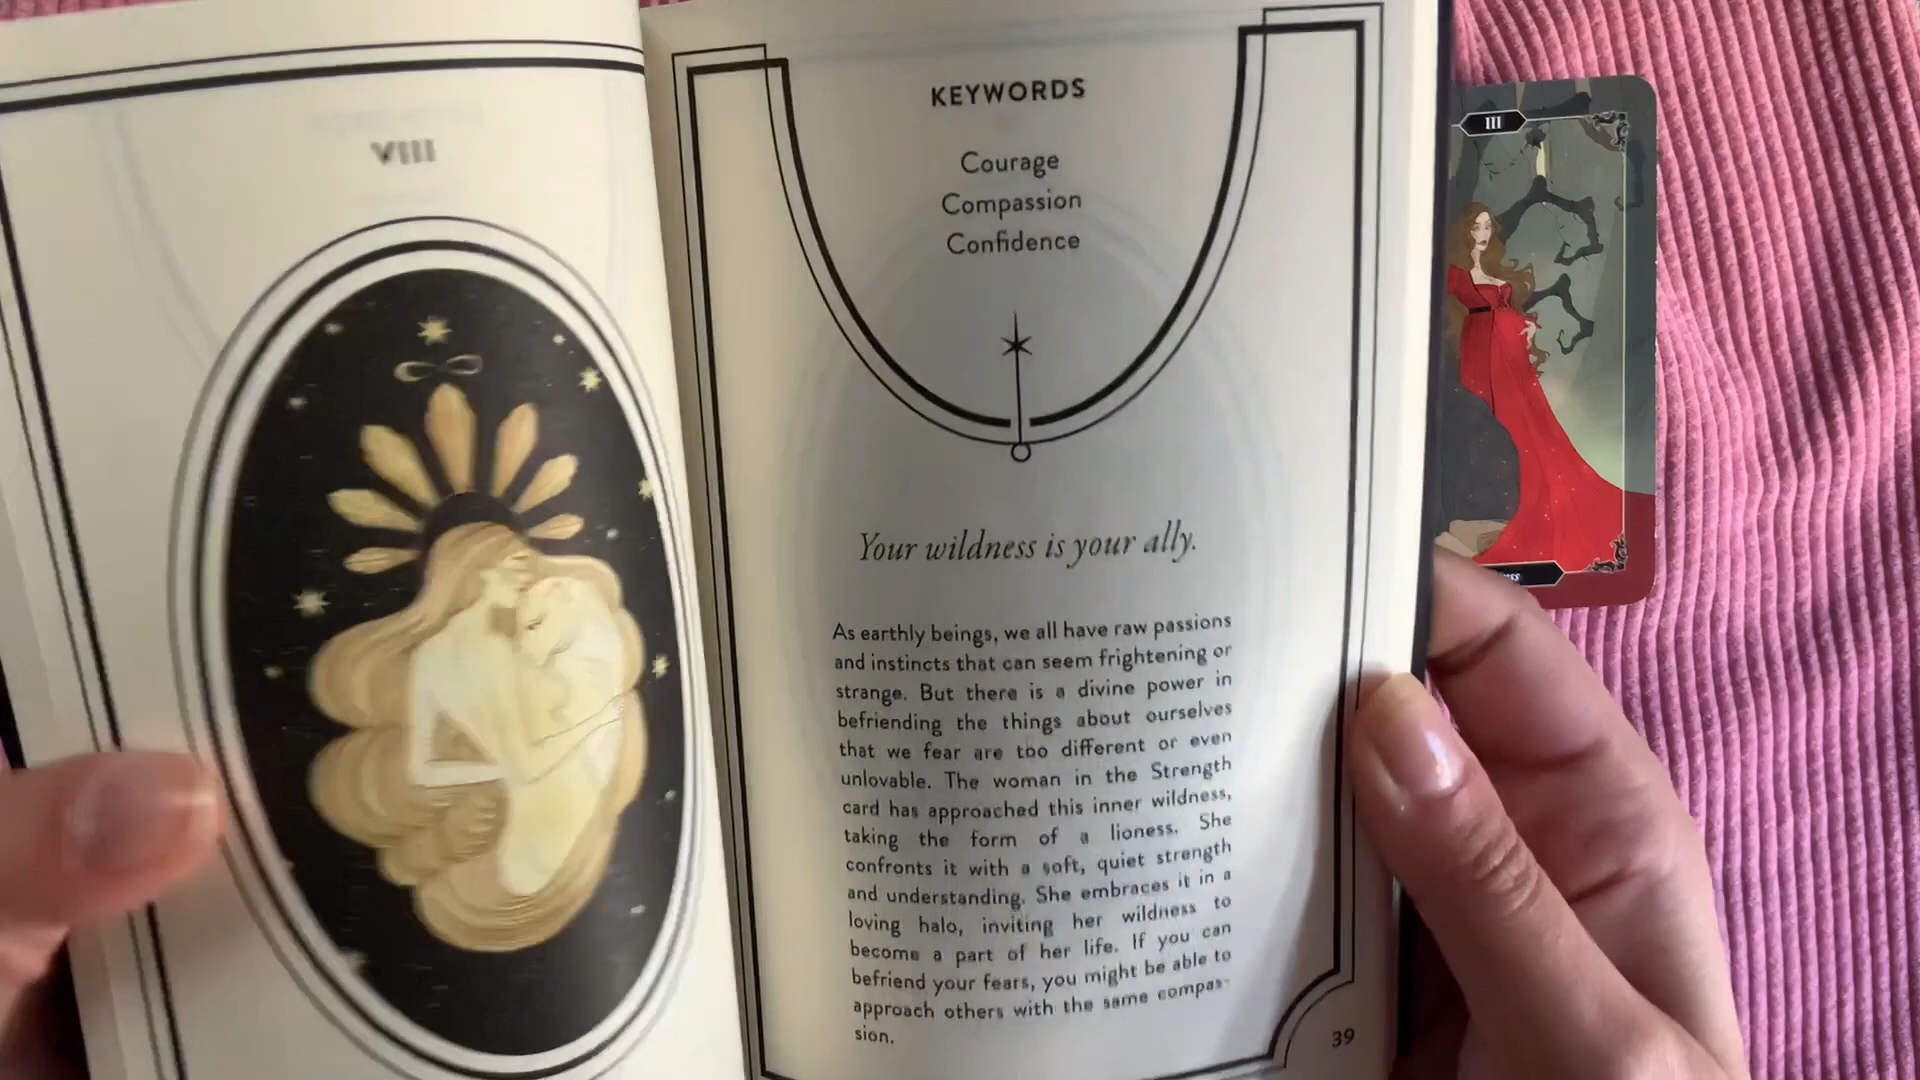 VIII
KEYWORDS
Courage
Compassion
Confidence
Your wildness is your ally.
As earthly beings, we all have raw passions
and instincts that can seem frightening or
strange. But there is a divine power in
befriending the things about ourselves
that we fear are too different or even
unlovable. The woman in the Strength
card has approached this inner wildness,
taking the form of a lioness. She
confronts it with a soft, quiet strength
and understanding. She embraces it in a
loving halo, inviting her wildness to
become a part of her life. If you can
befriend your fears, you might be able to
approach others with the same compas-
sion.
39
III